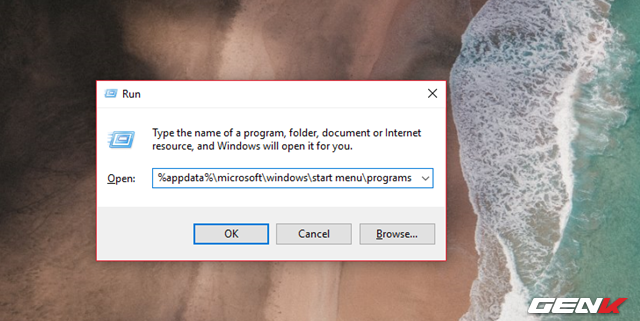 Run
Type the name of a program, folder, document or Internet
resource, and Windows will open it for you.
Open: %appdata%\microsoft\windows\start menu\programs
OK Cancel Browse...
GENK